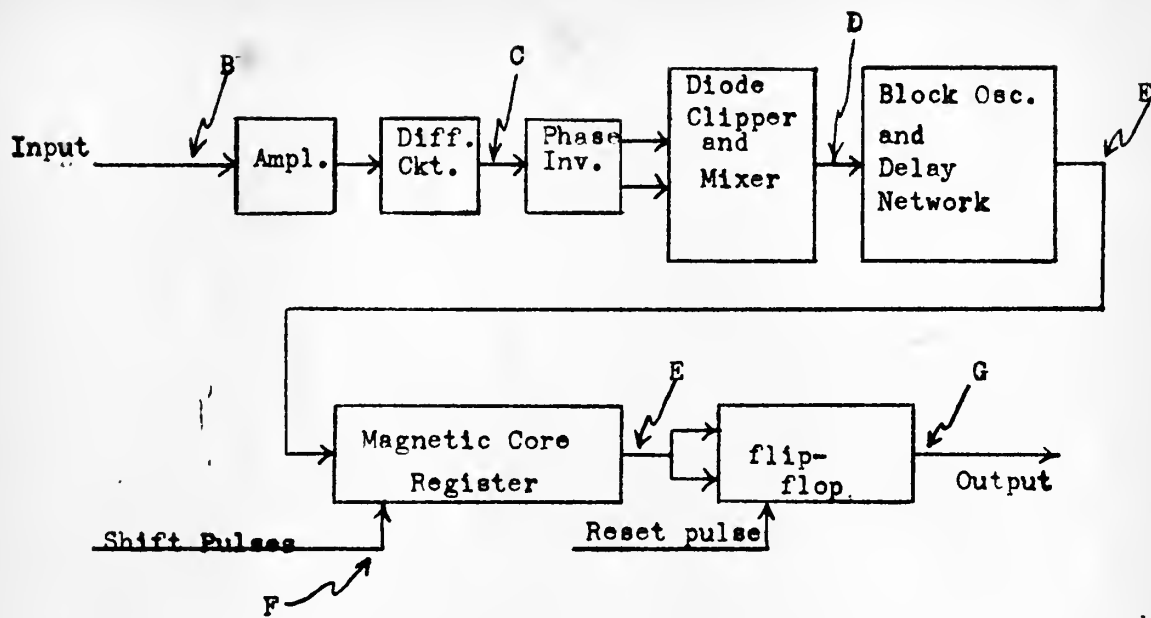 B
C
D
E
Input
Ampl.
Diff.
Ckt.
Phase
Inv.
Diode
Clipper
and
Mixer
Block Osc.
and
Delay
Network
E
G
Magnetic Core
Register
flip-
flop
Output
Shift Pulses
Reset pulse
F